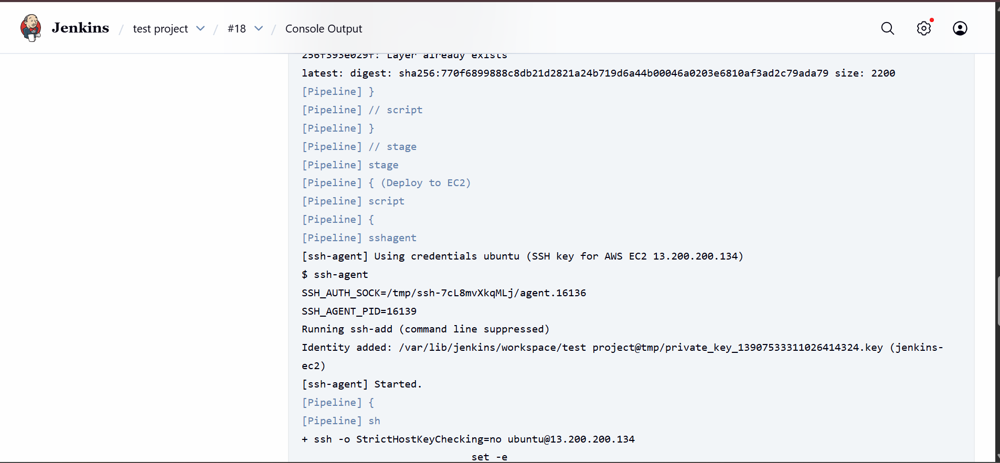 Jenkins / test project / #18 / Console Output
256f393e029f: Layer already exists
latest: digest: sha256:770f6899888c8db21d2821a24b719d6a44b00046a0203e6810af3ad2c79ada79 size: 2200
[Pipeline] }
[Pipeline] // script
[Pipeline] }
[Pipeline] // stage
[Pipeline] stage
[Pipeline] { (Deploy to EC2)
[Pipeline] script
[Pipeline] {
[Pipeline] sshagent
[ssh-agent] Using credentials ubuntu (SSH key for AWS EC2 13.200.200.134)
$ ssh-agent
SSH_AUTH_SOCK=/tmp/ssh-7cL8mvXkqMLj/agent.16136
SSH_AGENT_PID=16139
Running ssh-add (command line suppressed)
Identity added: /var/lib/jenkins/workspace/test project@tmp/private_key_13907533311026414324.key (jenkins-
ec2)
[ssh-agent] Started.
[Pipeline] {
[Pipeline] sh
+ ssh -o StrictHostKeyChecking=no ubuntu@13.200.200.134
set -e